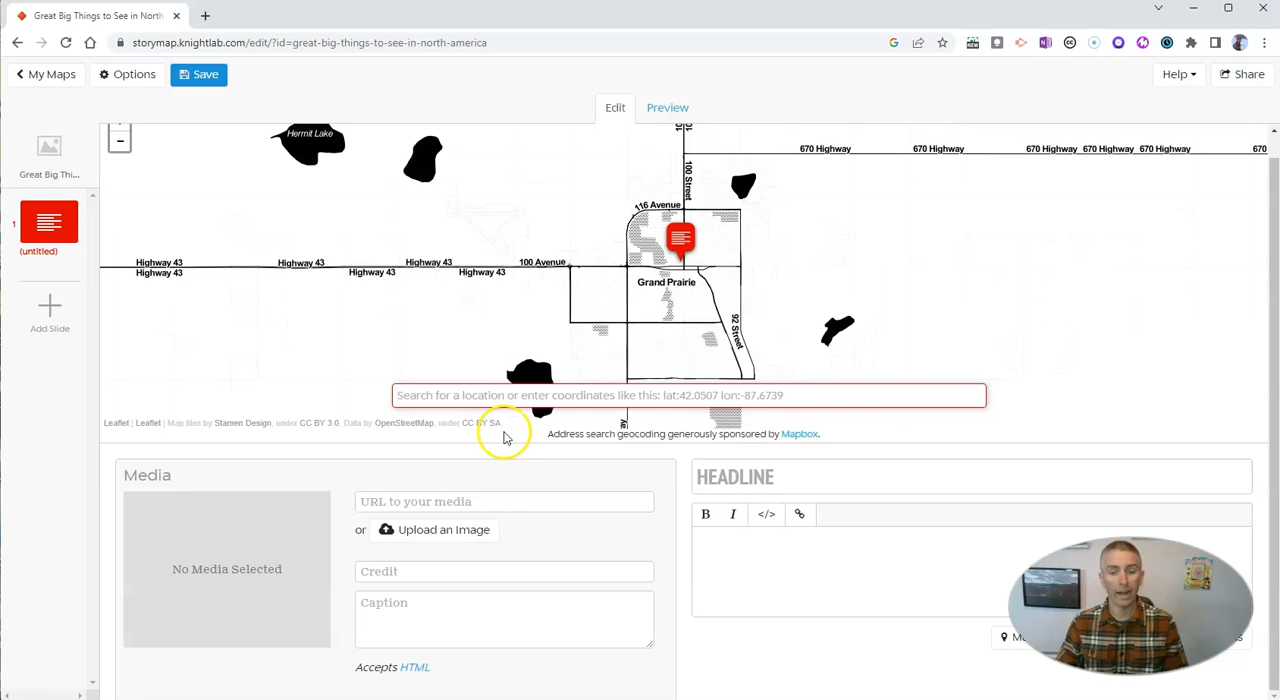 Great Big Things to See in North
storymap.knightlab.com/edit/?id=great-big-things-to-see-in-north-america
My Maps
Options
Save
Help
Share
Edit
Preview
Great Big Thi...
1
(untitled)
Add Slide
Hermit Lake
670 Highway 670 Highway 670 Highway 670 Highway 670
100 Street
116 Avenue
Highway 43 Highway 43 Highway 43 100 Avenue
Highway 43 Highway 43 Highway 43
Grand Prairie
92 Street
Search for a location or enter coordinates like this: lat:42.0507 lon:-87.6739
Leaflet | Leaflet | Map tiles by Stamen Design, under CC BY 3.0. Data by OpenStreetMap, under CC BY SA
Address search geocoding generously sponsored by Mapbox.
Media
No Media Selected
URL to your media
or Upload an Image
Credit
Caption
Accepts HTML
HEADLINE
B I </>